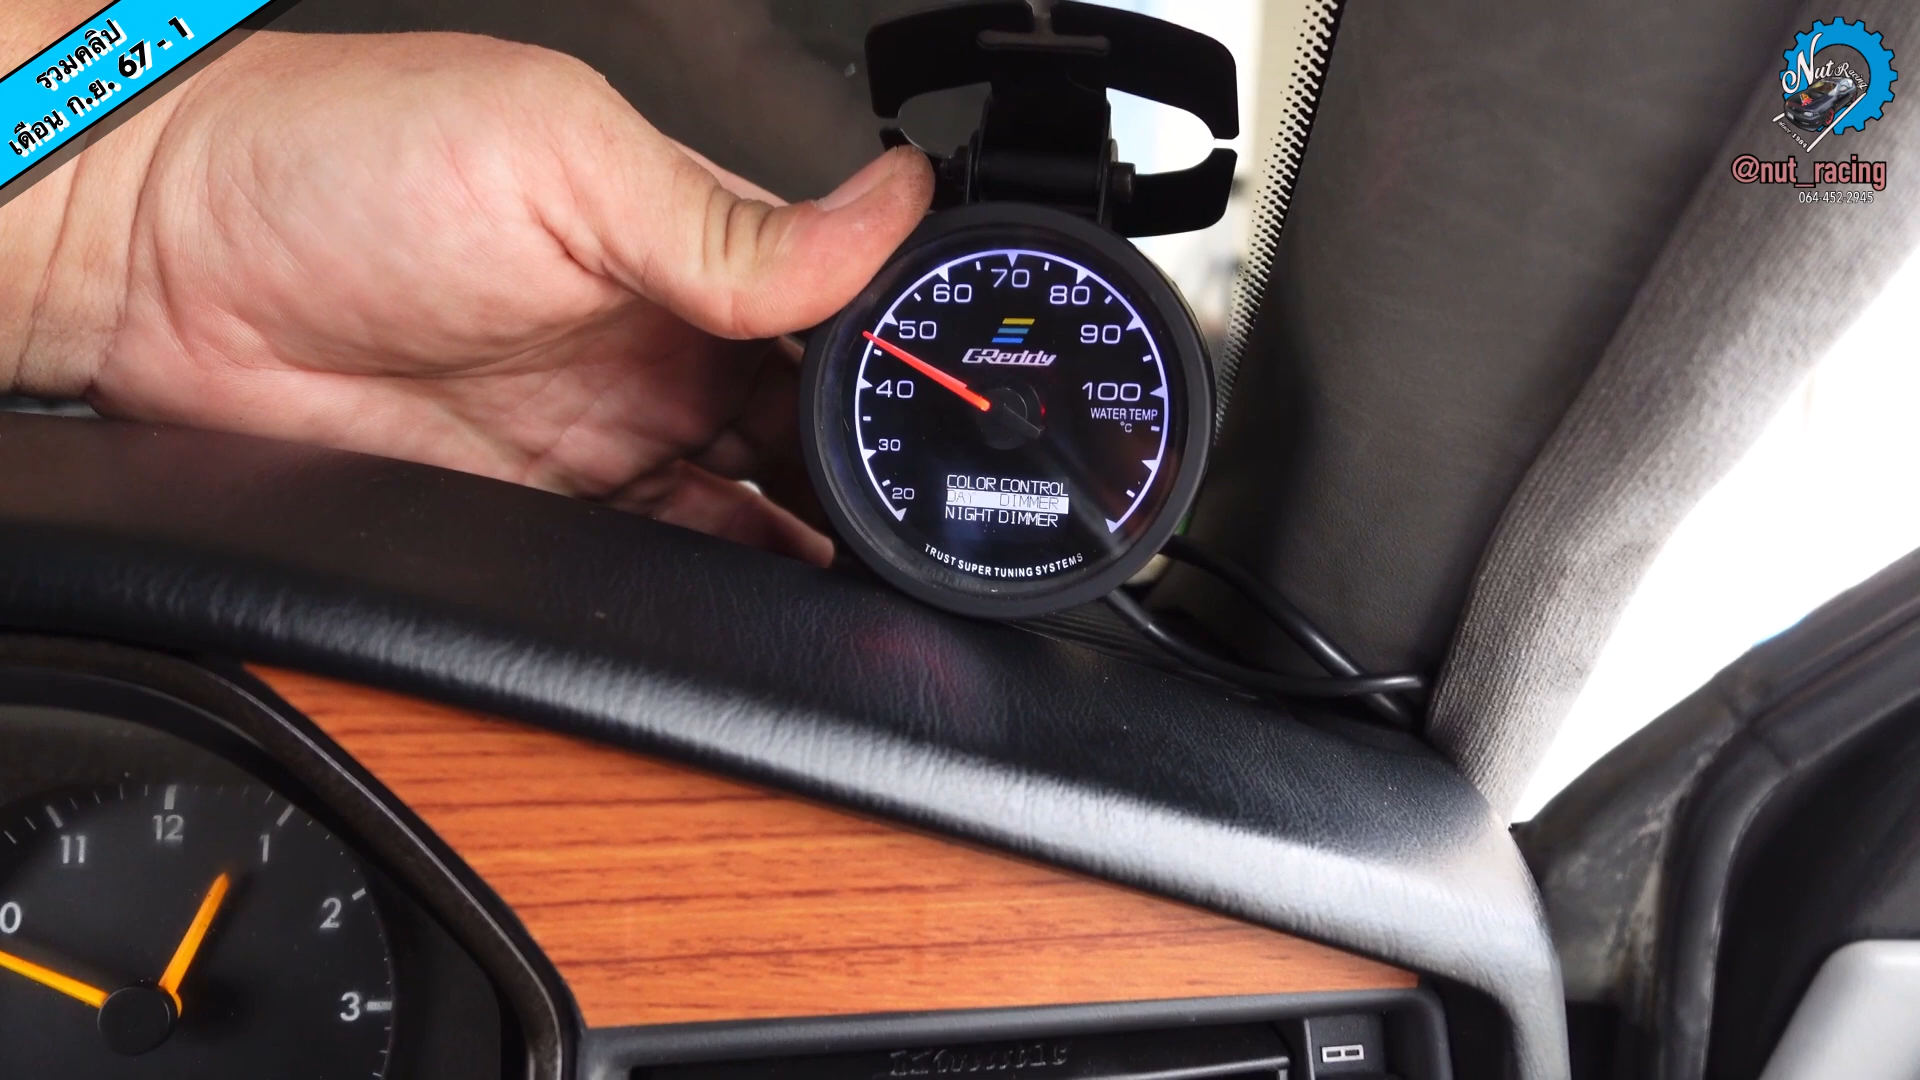 รวมคลิป
เดือน ก.ย. 67 - 1
Nut Racing
@nut_racing
064-452-2945
70
60
80
50
90
40
100
30
20
GReddy
WATER TEMP
°C
COLOR CONTROL
DAY DIMMER
NIGHT DIMMER
TRUST SUPER TUNING SYSTEMS
12
11
1
2
0
3